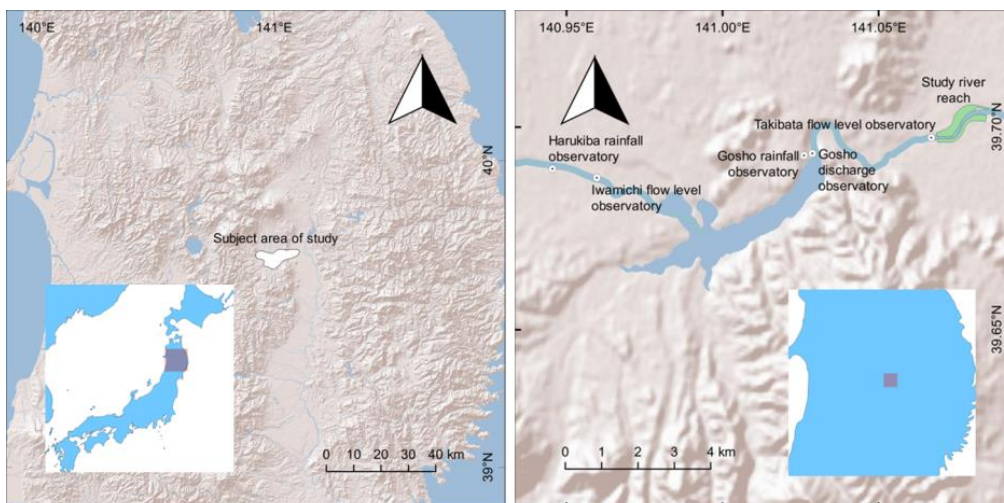 140°E
141°E
40°N
Subject area of study
0 10 20 30 40 km
39°N
140.95°E
141.00°E
141.05°E
Study river
reach
39.70°N
Takibata flow level observatory
Harukiba rainfall
observatory
Gosho rainfall
observatory
Gosho
discharge
observatory
Iwamichi flow level
observatory
39.65°N
0 1 2 3 4 km